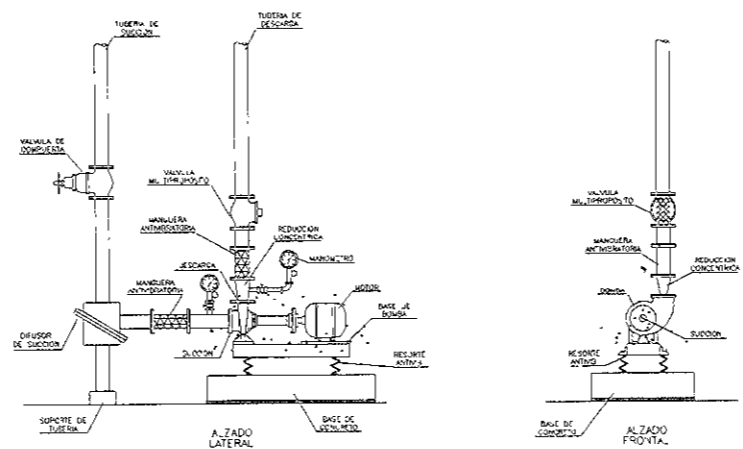 TUBERIA DE
SUCCION
TUBERIA DE
DESCARGA
VALVULA DE
COMPUERTA
VALVULA
MULTIPROPOSITO
MANGUERA
ANTIVIBRATORIA
REDUCCION
CONCENTRICA
MANOMETRO
DESCARGA
MANGUERA
ANTIVIBRATORIA
MOTOR
BASE DE
BOMBA
DIFUSOR
DE SUCCION
SUCCION
RESORTE
ANTIVIB
SOPORTE DE
TUBERIA
BASE DE
CONCRETO
ALZADO
LATERAL
VALVULA
MULTIPROPOSITO
MANGUERA
ANTIVIBRATORIA
REDUCCION
CONCENTRICA
BOMBA
SUCCION
RESORTE
ANTIVIB
BASE DE
CONCRETO
ALZADO
FRONTAL